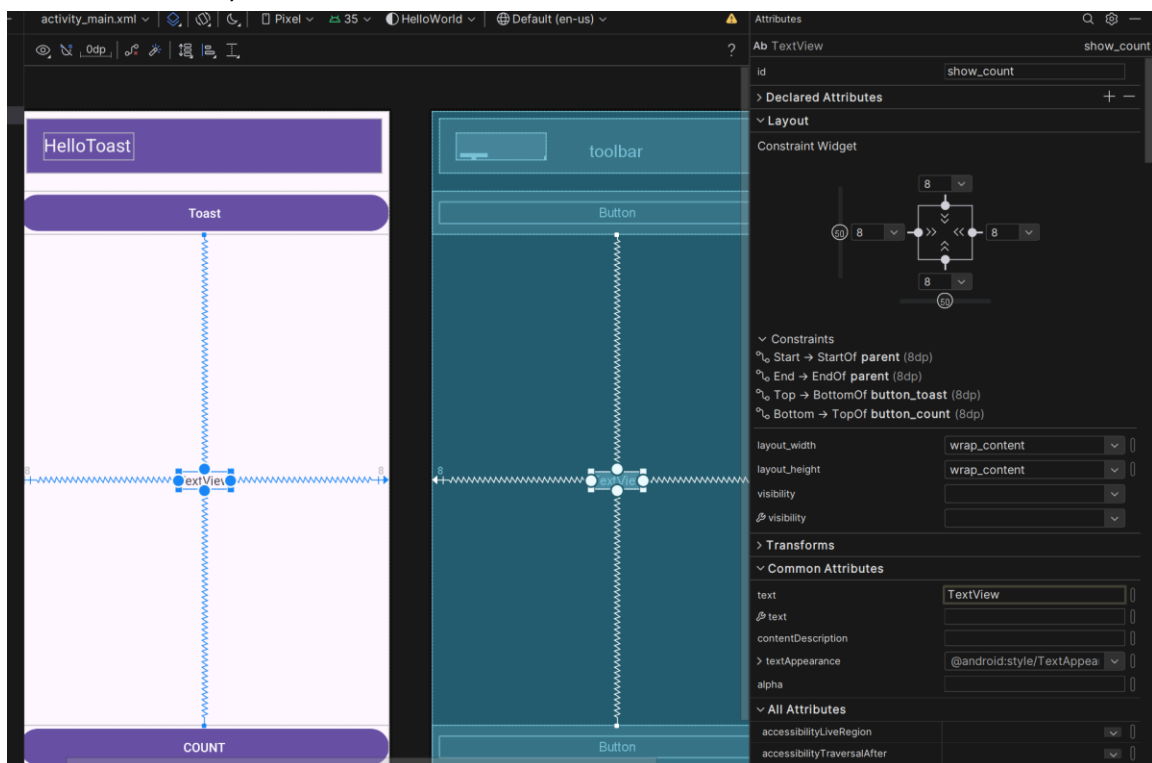 activity_main.xml Pixel 35 HelloWorld Default (en-us)
0dp
?
HelloToast
Toast
8 8
TextView
COUNT
toolbar
Button
8
TextView
Button
Attributes
Ab TextView show_count
id show_count
Declared Attributes
Layout
Constraint Widget
8
50 8 8
8
50
Constraints
Start → StartOf parent (8dp)
End → EndOf parent (8dp)
Top → BottomOf button_toast (8dp)
Bottom → TopOf button_count (8dp)
layout_width wrap_content
layout_height wrap_content
visibility
visibility
Transforms
Common Attributes
text TextView
text
contentDescription
textAppearance @android:style/TextAppea
alpha
All Attributes
accessibilityLiveRegion
accessibilityTraversalAfter